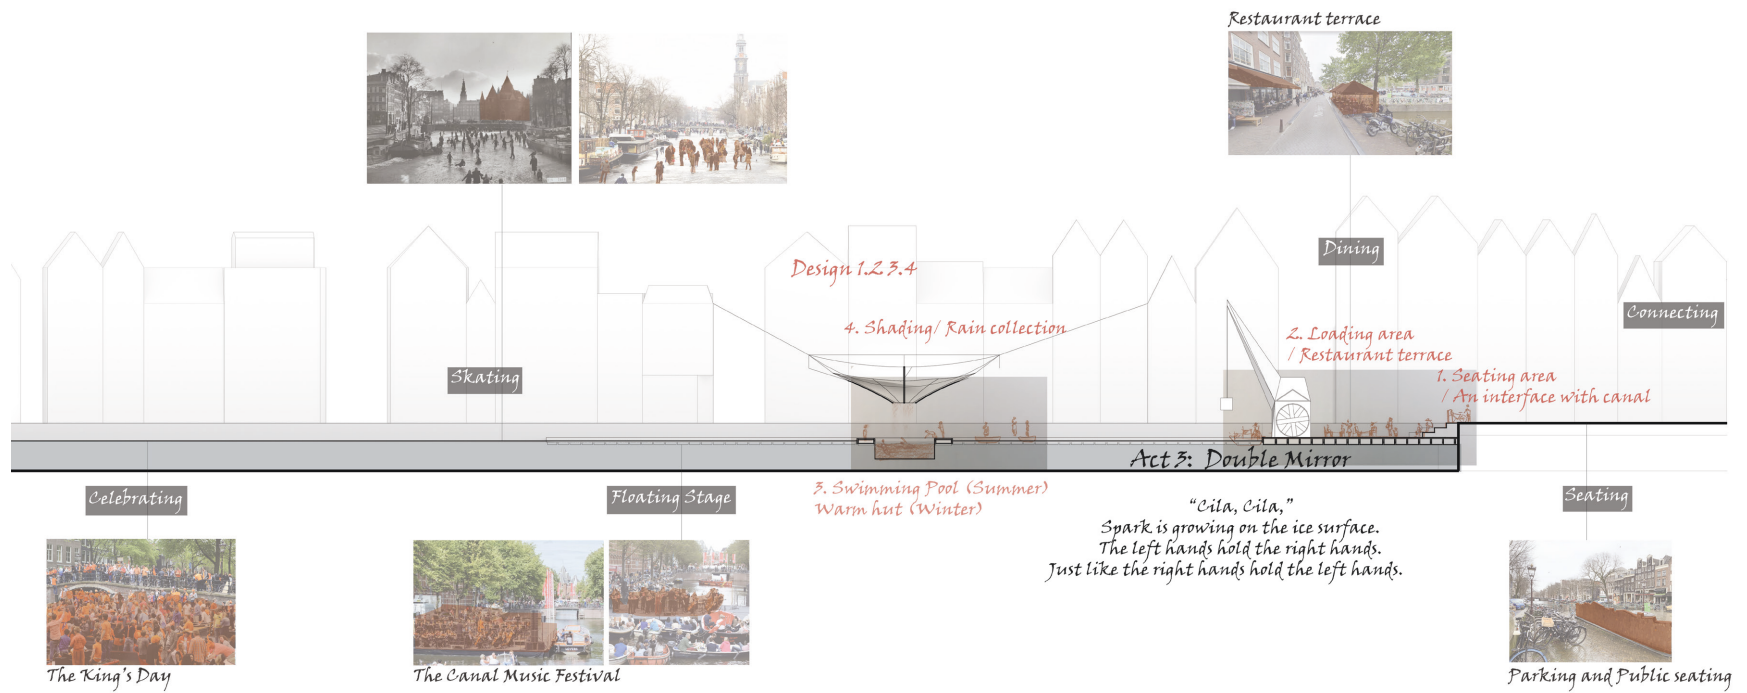 Restaurant terrace
Dining
Design 1.2.3.4
Connecting
4. Shading/ Rain collection
2. Loading area
/ Restaurant terrace
Skating
1. Seating area
/ An interface with canal
Act 3: Double Mirror
3. Swimming Pool (Summer)
Warm hut (Winter)
Celebrating
Floating Stage
Seating
“Cila, Cila,”
Spark is growing on the ice surface.
The left hands hold the right hands.
Just like the right hands hold the left hands.
The King's Day
The Canal Music Festival
Parking and Public seating